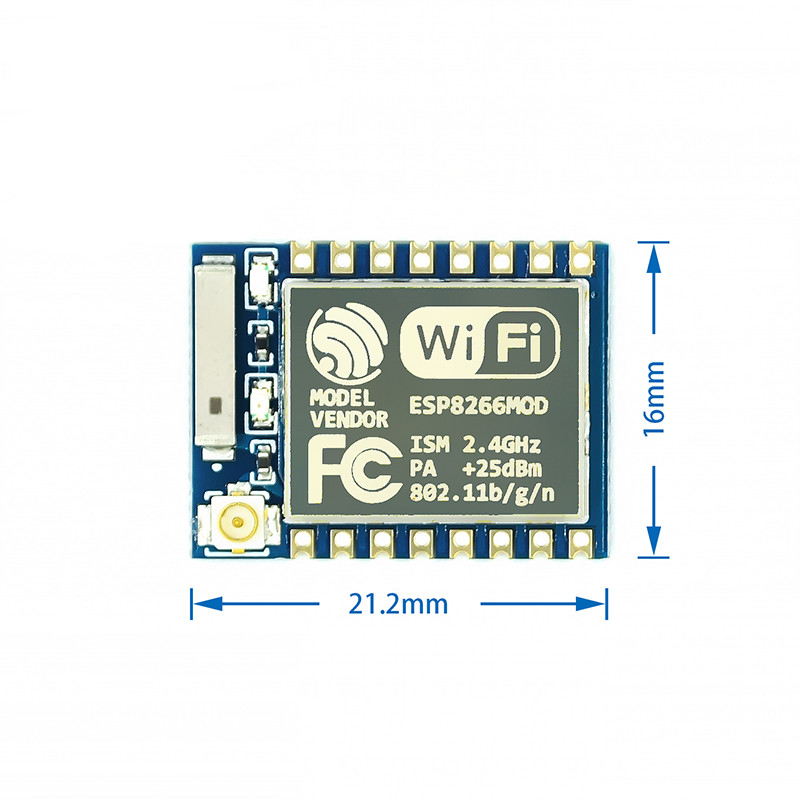 WiFi
MODEL
VENDOR
ESP8266MOD
FC
ISM 2.4GHz
PA +25dBm
802.11b/g/n
16mm
21.2mm